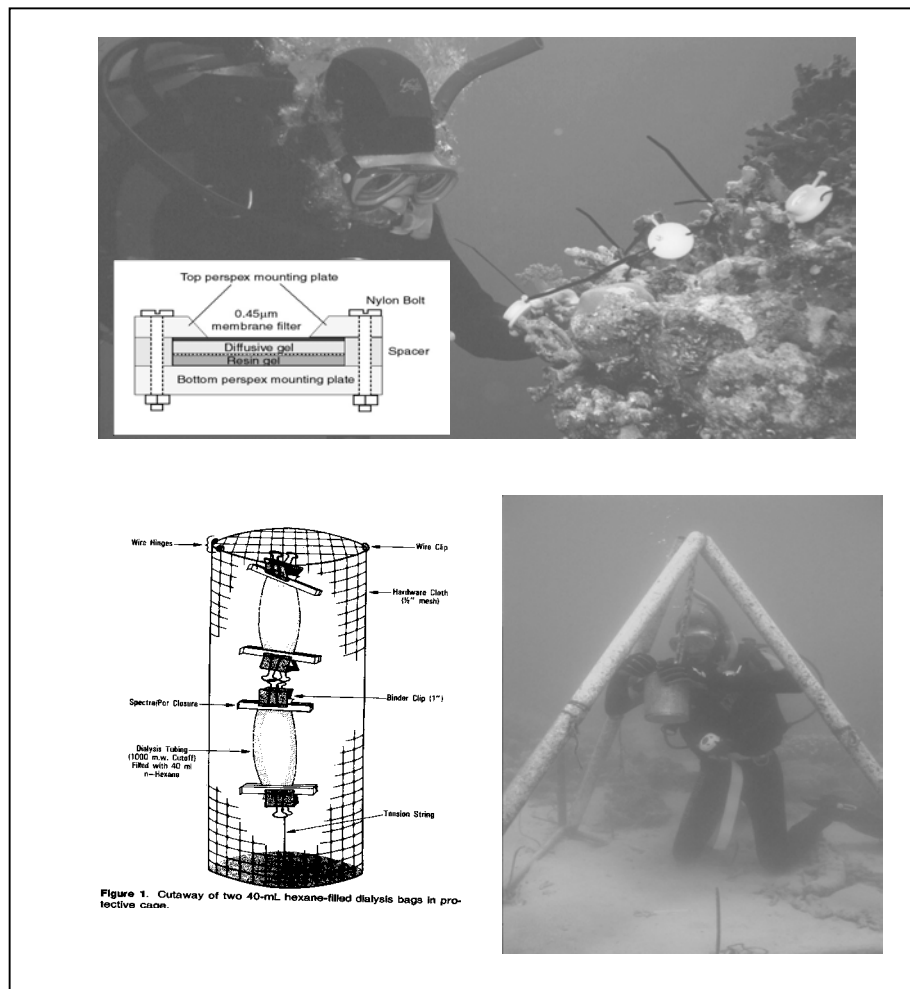 Top perspex mounting plate
Nylon Bolt
0.45µm
membrane filter
Diffusive gel
Spacer
Resin gel
Bottom perspex mounting plate
Wire Hinges
Wire Clip
Hardware Cloth
(½" mesh)
Spectra/Por Closure
Binder Clip (1")
Dialysis Tubing
(1000 m.w. Cutoff)
Filled with 40 ml
n-Hexane
Tension String
Figure 1. Cutaway of two 40-mL hexane-filled dialysis bags in pro-
tective cage.